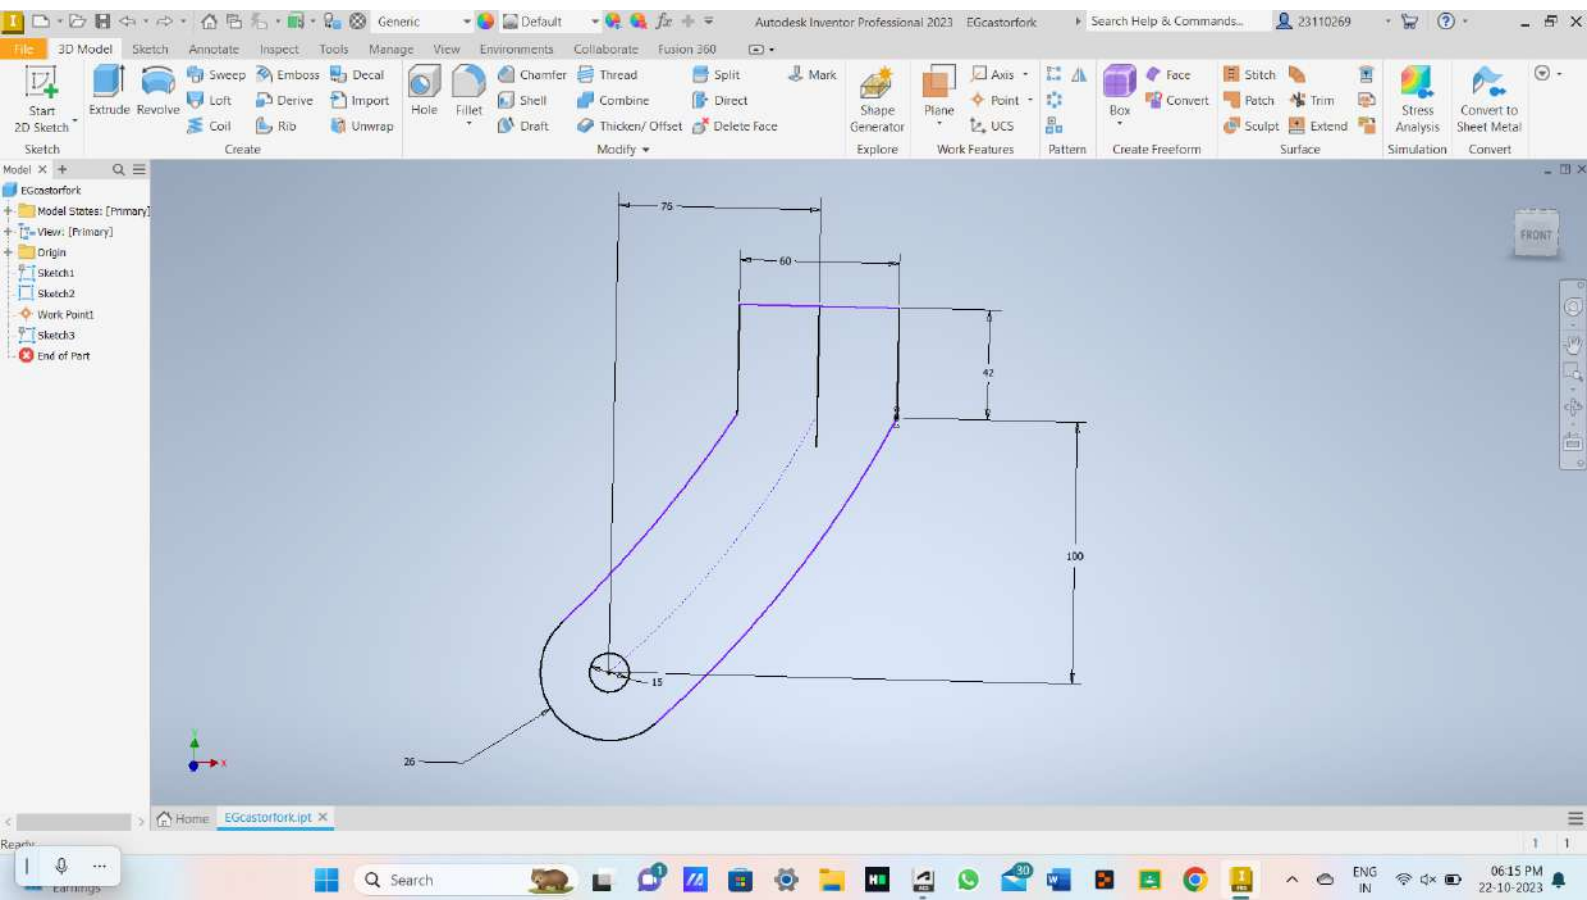 Generic
Default
Autodesk Inventor Professional 2023 EGcastorfork
Search Help & Commands...
23110269
File 3D Model Sketch Annotate Inspect Tools Manage View Environments Collaborate Fusion 360
Start
2D Sketch
Sketch
Extrude Revolve
Sweep Emboss Decal
Loft Derive Import
Coil Rib Unwrap
Create
Hole Fillet
Chamfer Thread Split Mark
Shell Combine Direct
Draft Thicken/ Offset Delete Face
Modify
Shape
Generator
Explore
Plane
Axis
Point
UCS
Work Features
Pattern
Box
Face
Convert
Create Freeform
Stitch
Patch Trim
Sculpt Extend
Surface
Stress
Analysis
Simulation
Convert to
Sheet Metal
Convert
Model
EGcastorfork
Model States: [Primary]
View: [Primary]
Origin
Sketch1
Sketch2
Work Point1
Sketch3
End of Part
76
60
42
100
15
26
FRONT
Y
X
Home EGcastorfork.ipt
Ready
1 1
Earnings
Search
1
30
ENG
IN
06:15 PM
22-10-2023